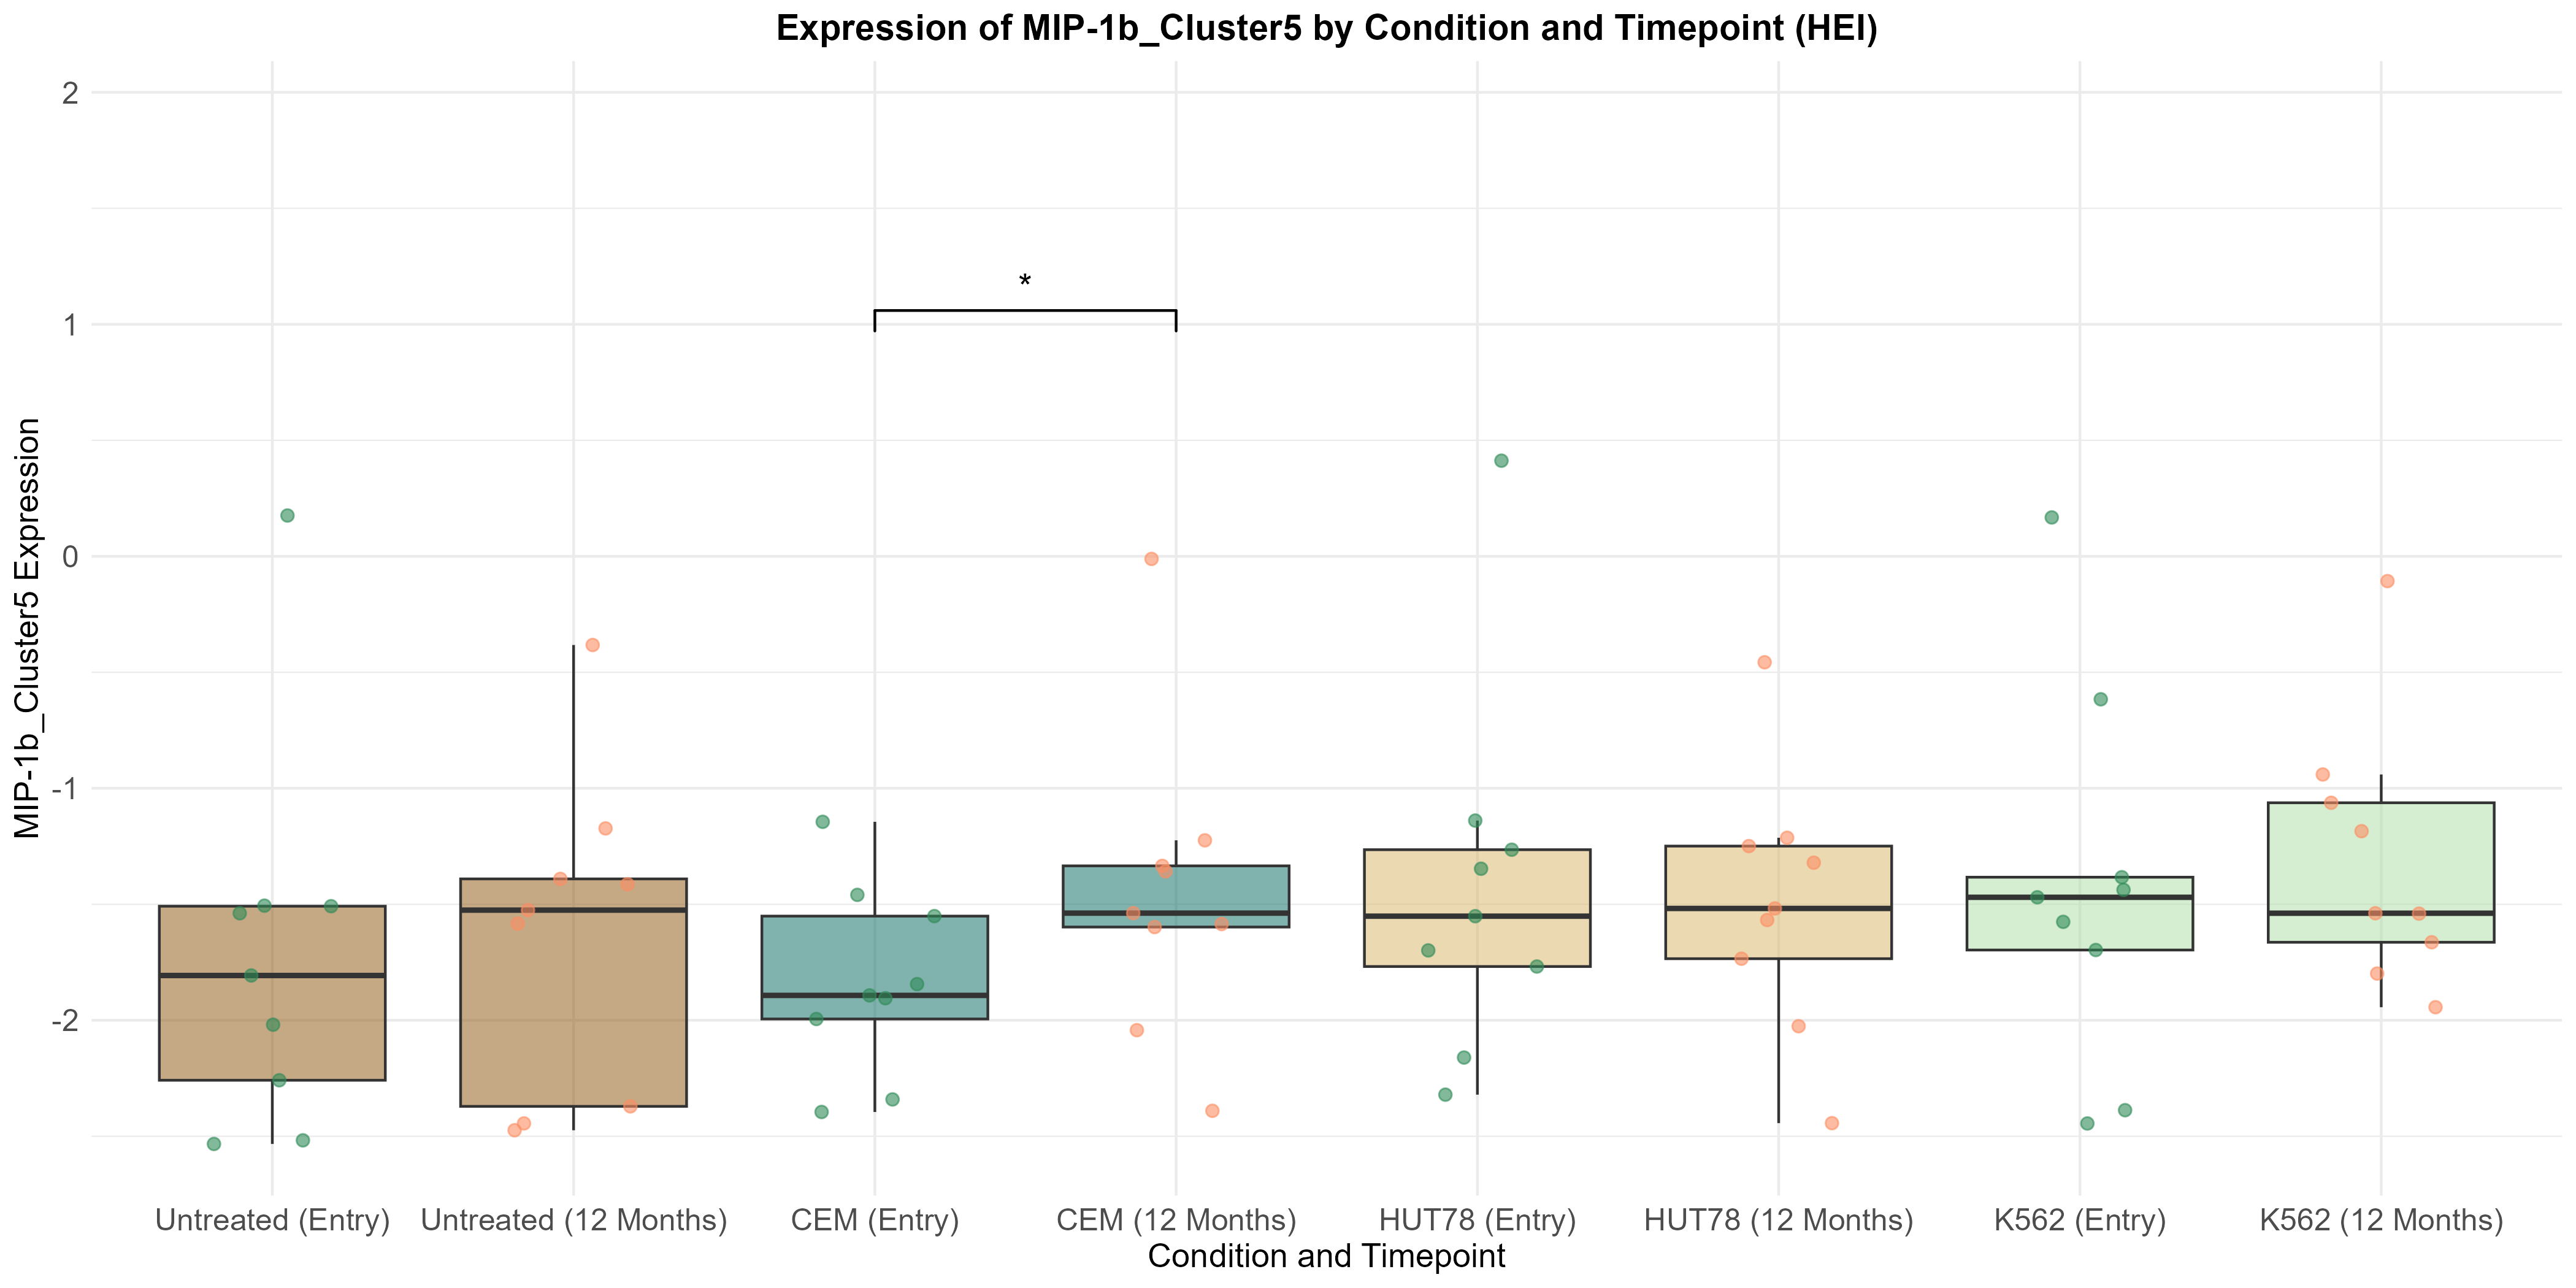 Expression of MIP-1b_Cluster5 by Condition and Timepoint (HEI)
MIP-1b_Cluster5 Expression
2
1
0
-1
-2
*
Untreated (Entry)
Untreated (12 Months)
CEM (Entry)
CEM (12 Months)
HUT78 (Entry)
HUT78 (12 Months)
K562 (Entry)
K562 (12 Months)
Condition and Timepoint